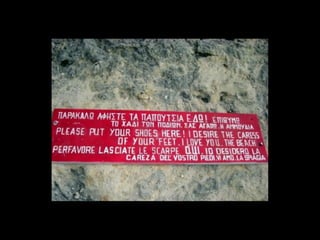 ΠΑΡΑΚΑΛΩ ΑΦΗΣΤΕ ΤΑ ΠΑΠΟΥΤΣΙΑ ΕΔΩ! ΕΠΙΘΥΜΩ
ΤΟ ΧΑΔΙ ΤΩΝ ΠΟΔΙΩΝ, ΣΑΣ ΑΓΑΠΩ, Η ΑΜΜΟΥΔΙΑ
PLEASE PUT YOUR SHOES HERE! I DESIRE THE CARESS
OF YOUR FEET, I LOVE YOU, THE BEACH
PERFAVORE LASCIATE LE SCARPE QUI, IO DESIDERO LA
CAREZA DEL VOSTRO PIEDI, VI AMO, LA SPIAGIA